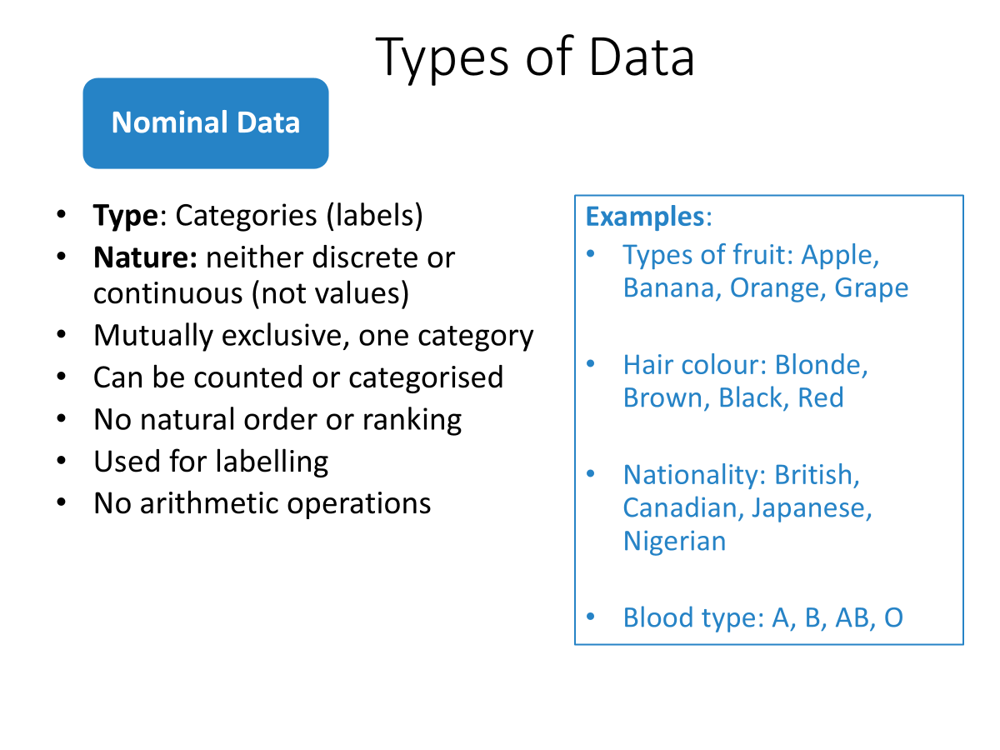 Types of Data
Nominal Data
• Type: Categories (labels)
• Nature: neither discrete or
continuous (not values)
• Mutually exclusive, one category
• Can be counted or categorised
• No natural order or ranking
• Used for labelling
• No arithmetic operations
Examples:
• Types of fruit: Apple,
Banana, Orange, Grape
• Hair colour: Blonde,
Brown, Black, Red
• Nationality: British,
Canadian, Japanese,
Nigerian
• Blood type: A, B, AB, O